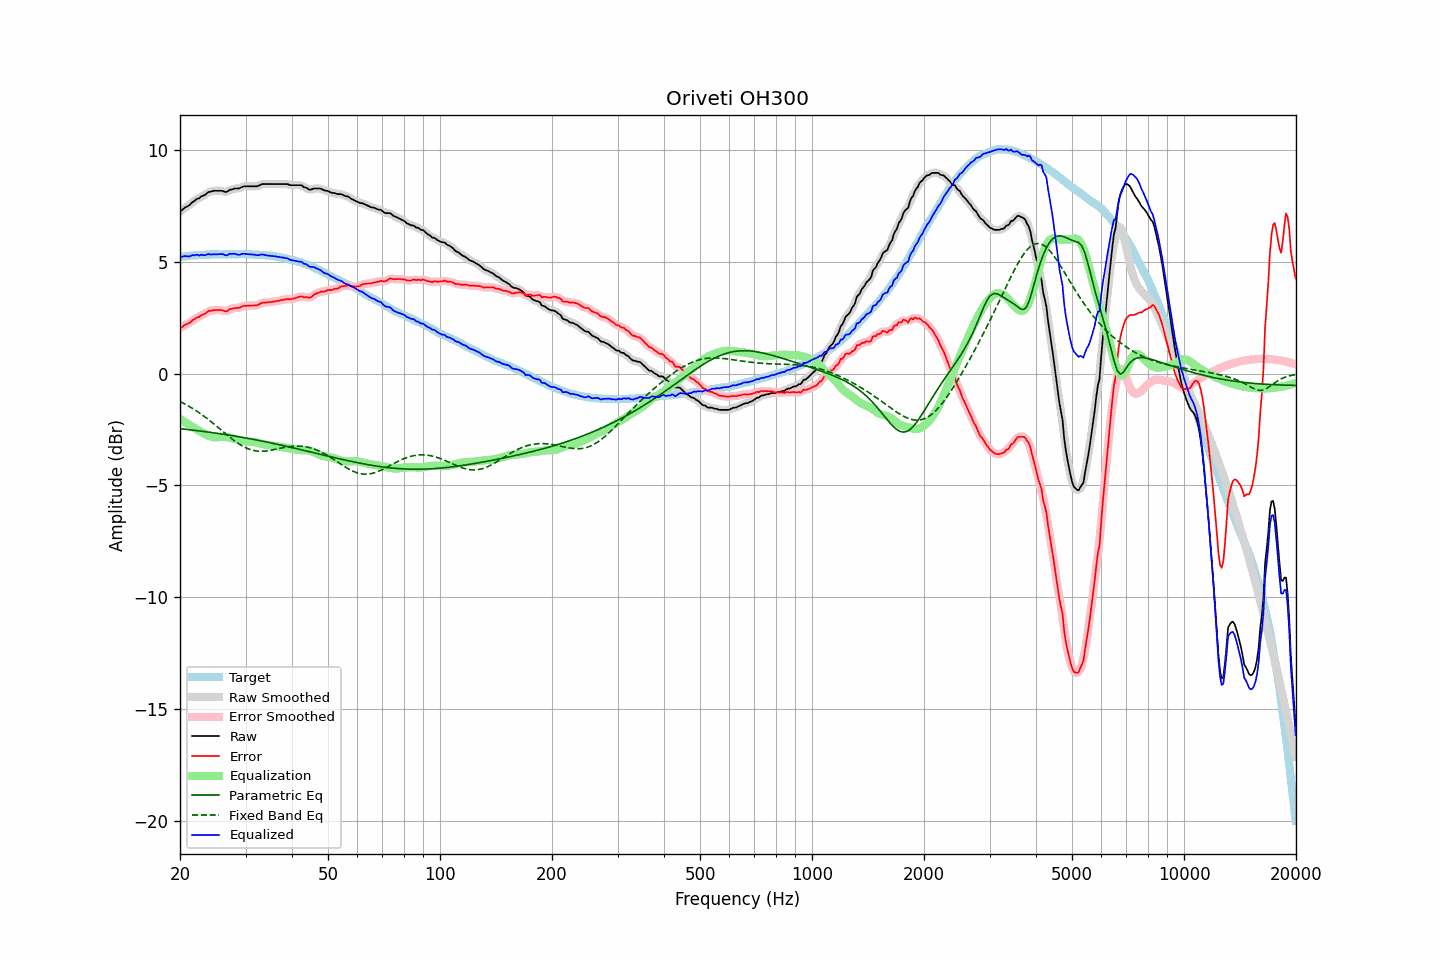 Oriveti OH300
Amplitude (dBr)
10
5
0
−5
−10
−15
−20
Target
Raw Smoothed
Error Smoothed
Raw
Error
Equalization
Parametric Eq
Fixed Band Eq
Equalized
20 50 100 200 500 1000 2000 5000 10000 20000
Frequency (Hz)